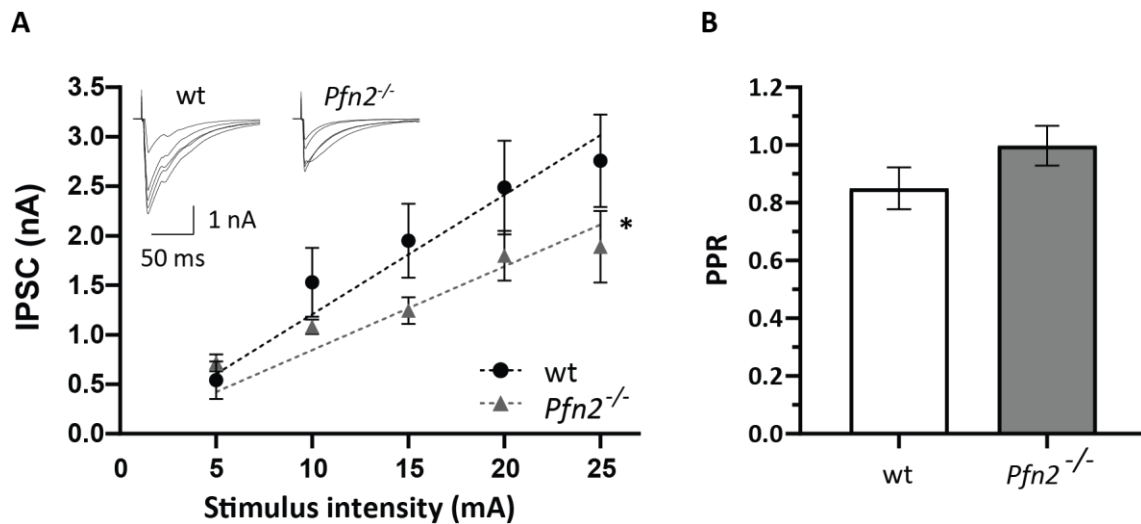 A
B
IPSC (nA)
3.5
3.0
2.5
2.0
1.5
1.0
0.5
0.0
wt
Pfn2-/-
1 nA
50 ms
*
wt
Pfn2-/-
0 5 10 15 20 25
Stimulus intensity (mA)
PPR
1.2
1.0
0.8
0.6
0.4
0.2
0.0
wt Pfn2-/-